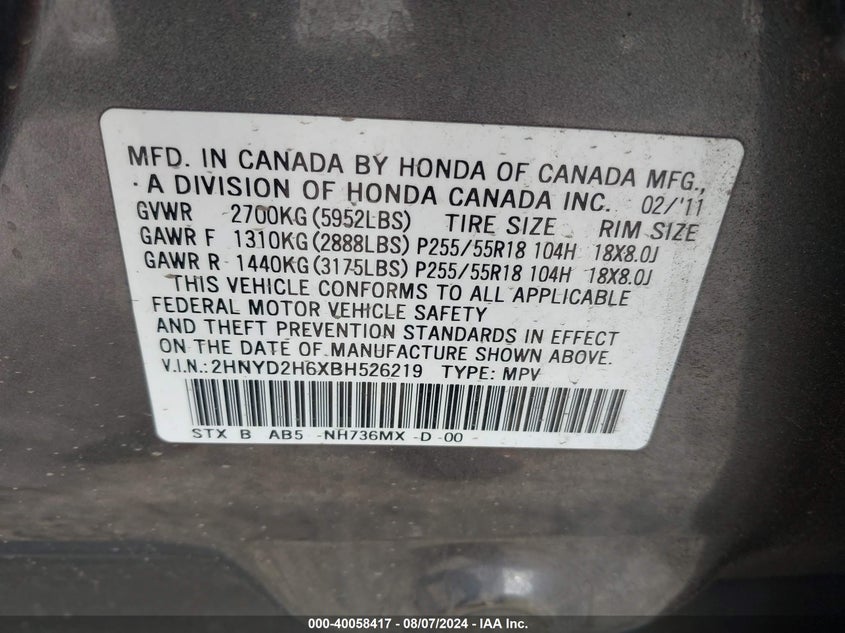 MFD. IN CANADA BY HONDA OF CANADA MFG.,
A DIVISION OF HONDA CANADA INC. 02/'11
GVWR 2700KG(5952LBS) TIRE SIZE RIM SIZE
GAWR F 1310KG(2888LBS) P255/55R18 104H 18X8.0J
GAWR R 1440KG(3175LBS) P255/55R18 104H 18X8.0J
THIS VEHICLE CONFORMS TO ALL APPLICABLE
FEDERAL MOTOR VEHICLE SAFETY
AND THEFT PREVENTION STANDARDS IN EFFECT
ON THE DATE OF MANUFACTURE SHOWN ABOVE.
V.I.N.:2HNYD2H6XBH526219 TYPE: MPV
STX B AB5 -NH736MX -D -00 -
000-40058417 - 08/07/2024 - IAA Inc.